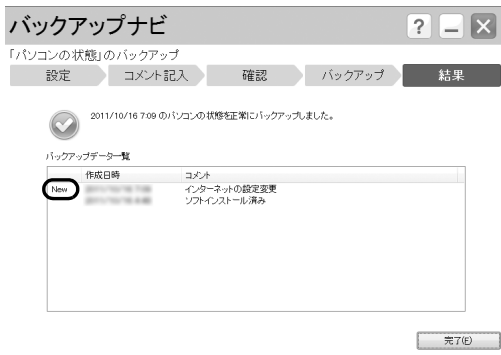 バックアップナビ
? － ×
「パソコンの状態」のバックアップ
設定 コメント記入 確認 バックアップ 結果
2011/10/16 7:09 のパソコンの状態を正常にバックアップしました。
バックアップデータ一覧
作成日時 コメント
New インターネットの設定変更
ソフトインストール済み
完了(F)